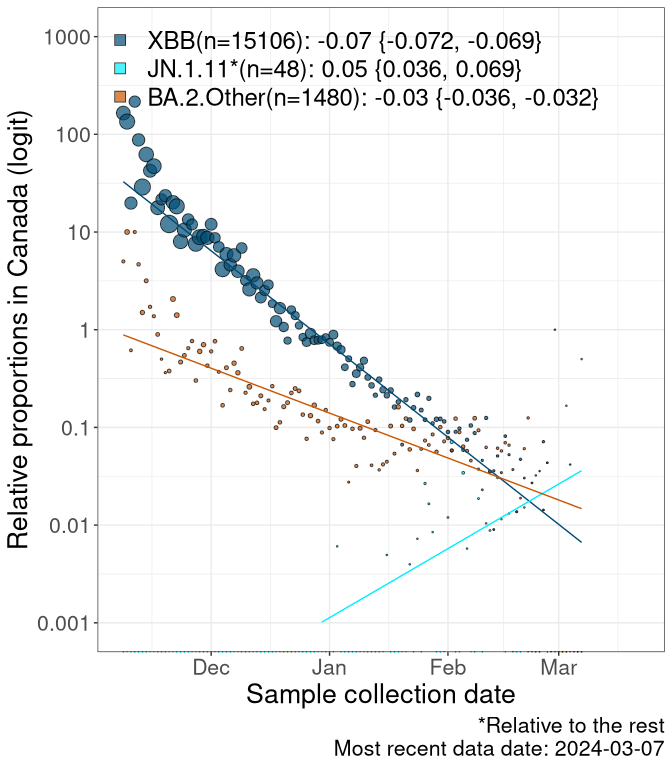 XBB(n=15106): -0.07 {-0.072, -0.069}
JN.1.11*(n=48): 0.05 {0.036, 0.069}
BA.2.Other(n=1480): -0.03 {-0.036, -0.032}
Relative proportions in Canada (logit)
1000
100
10
1
0.1
0.01
0.001
Dec Jan Feb Mar
Sample collection date
*Relative to the rest
Most recent data date: 2024-03-07